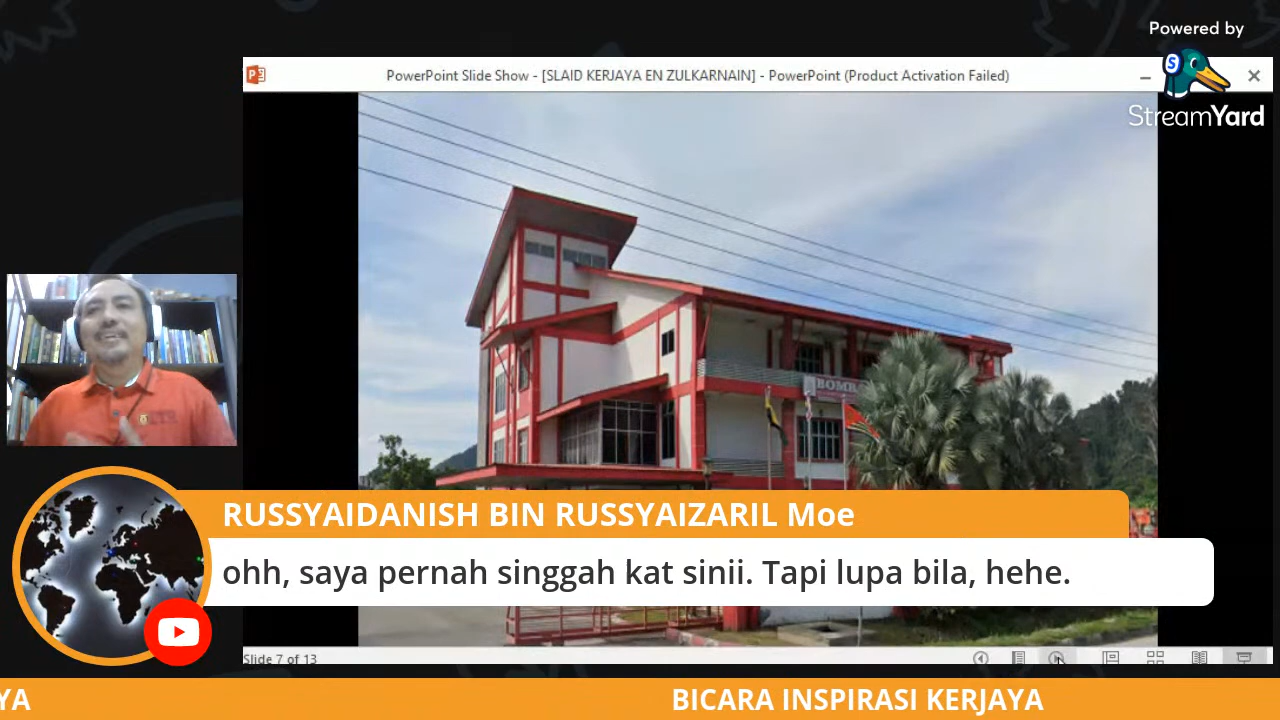 Powered by
StreamYard
PowerPoint Slide Show - [SLAID KERJAYA EN ZULKARNAIN] - PowerPoint (Product Activation Failed)
BOMBA
RUSSYAIDANISH BIN RUSSYAIZARIL Moe
ohh, saya pernah singgah kat sinii. Tapi lupa bila, hehe.
Slide 7 of 13
YA
BICARA INSPIRASI KERJAYA